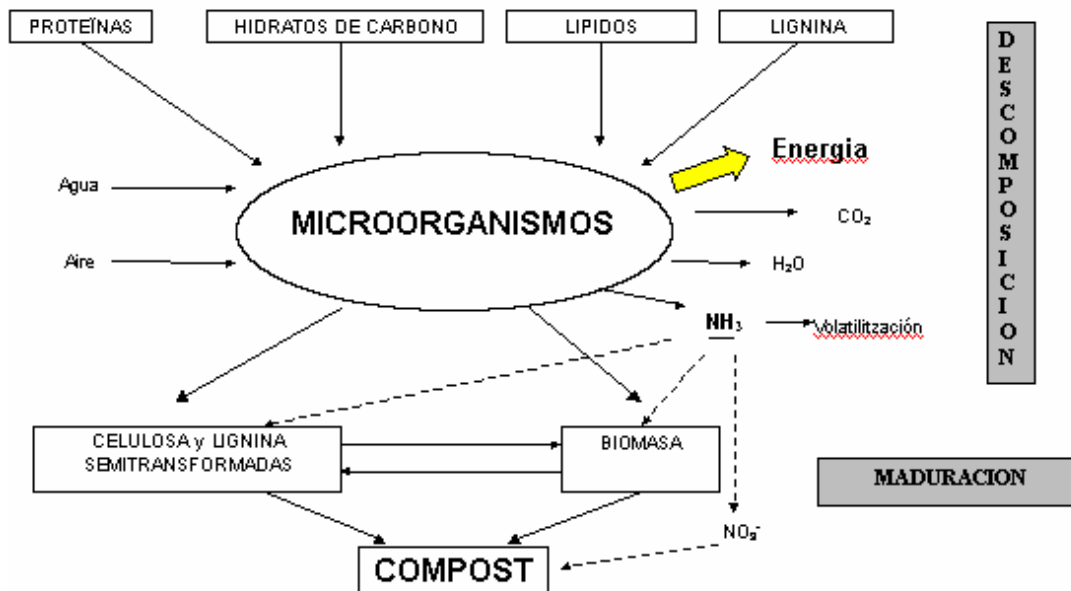 PROTEÏNAS
HIDRATOS DE CARBONO
LIPIDOS
LIGNINA
DESCOMPOSICION
Energia
Agua
MICROORGANISMOS
CO₂
Aire
H₂O
NH₃
Volatilitzación
CELULOSA y LIGNINA
SEMITRANSFORMADAS
BIOMASA
MADURACION
NO₃⁻
COMPOST